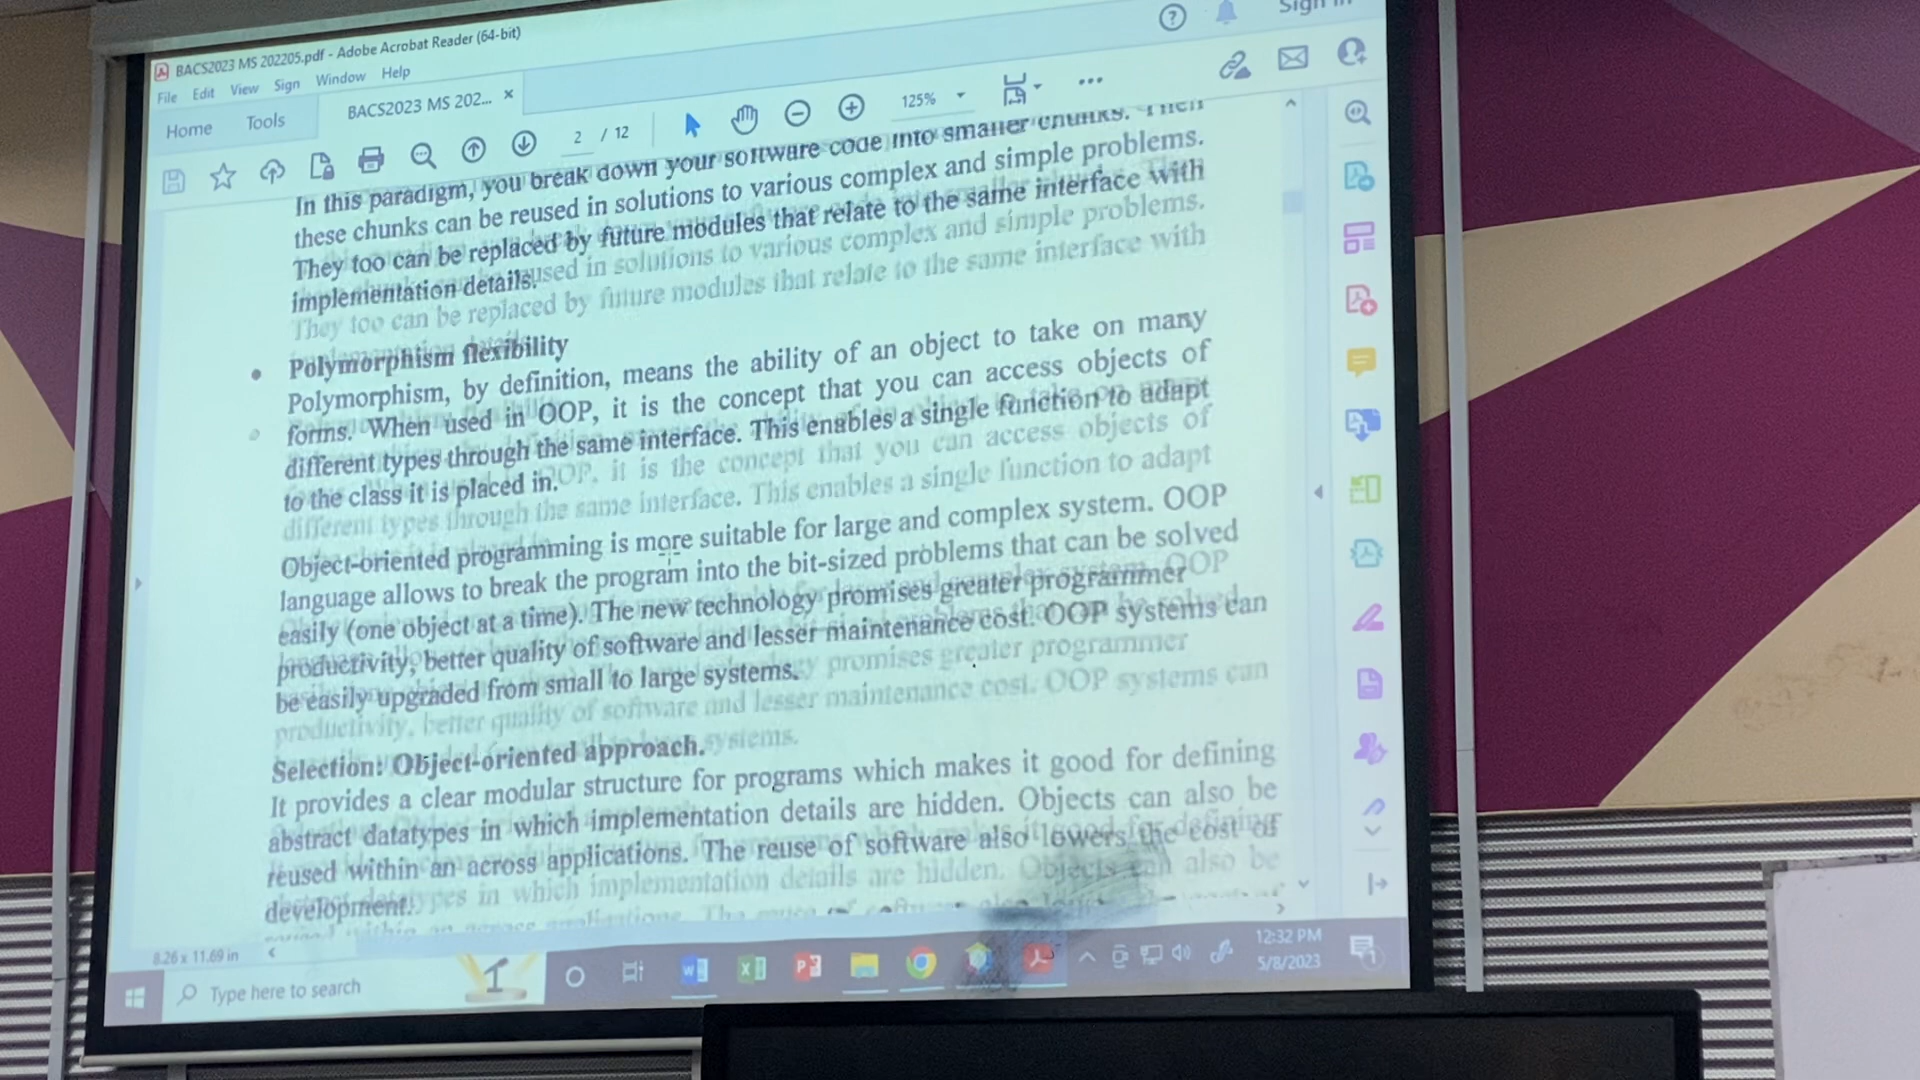 BACS2023 MS 202205.pdf - Adobe Acrobat Reader (64-bit)
File Edit View Sign Window Help
Home Tools BACS2023 MS 202... ×
2 / 12 125%
In this paradigm, you break down your software code into smaller chunks. Then
these chunks can be reused in solutions to various complex and simple problems.
They too can be replaced by future modules that relate to the same interface with
implementation details.
• Polymorphism flexibility
Polymorphism, by definition, means the ability of an object to take on many
forms. When used in OOP, it is the concept that you can access objects of
different types through the same interface. This enables a single function to adapt
to the class it is placed in.
Object-oriented programming is more suitable for large and complex system. OOP
language allows to break the program into the bit-sized problems that can be solved
easily (one object at a time). The new technology promises greater programmer
productivity, better quality of software and lesser maintenance cost. OOP systems can
be easily upgraded from small to large systems.
Selection: Object-oriented approach.
It provides a clear modular structure for programs which makes it good for defining
abstract datatypes in which implementation details are hidden. Objects can also be
reused within an across applications. The reuse of software also lowers the cost of
development.
8.26 x 11.69 in
Type here to search
12:32 PM
5/8/2023